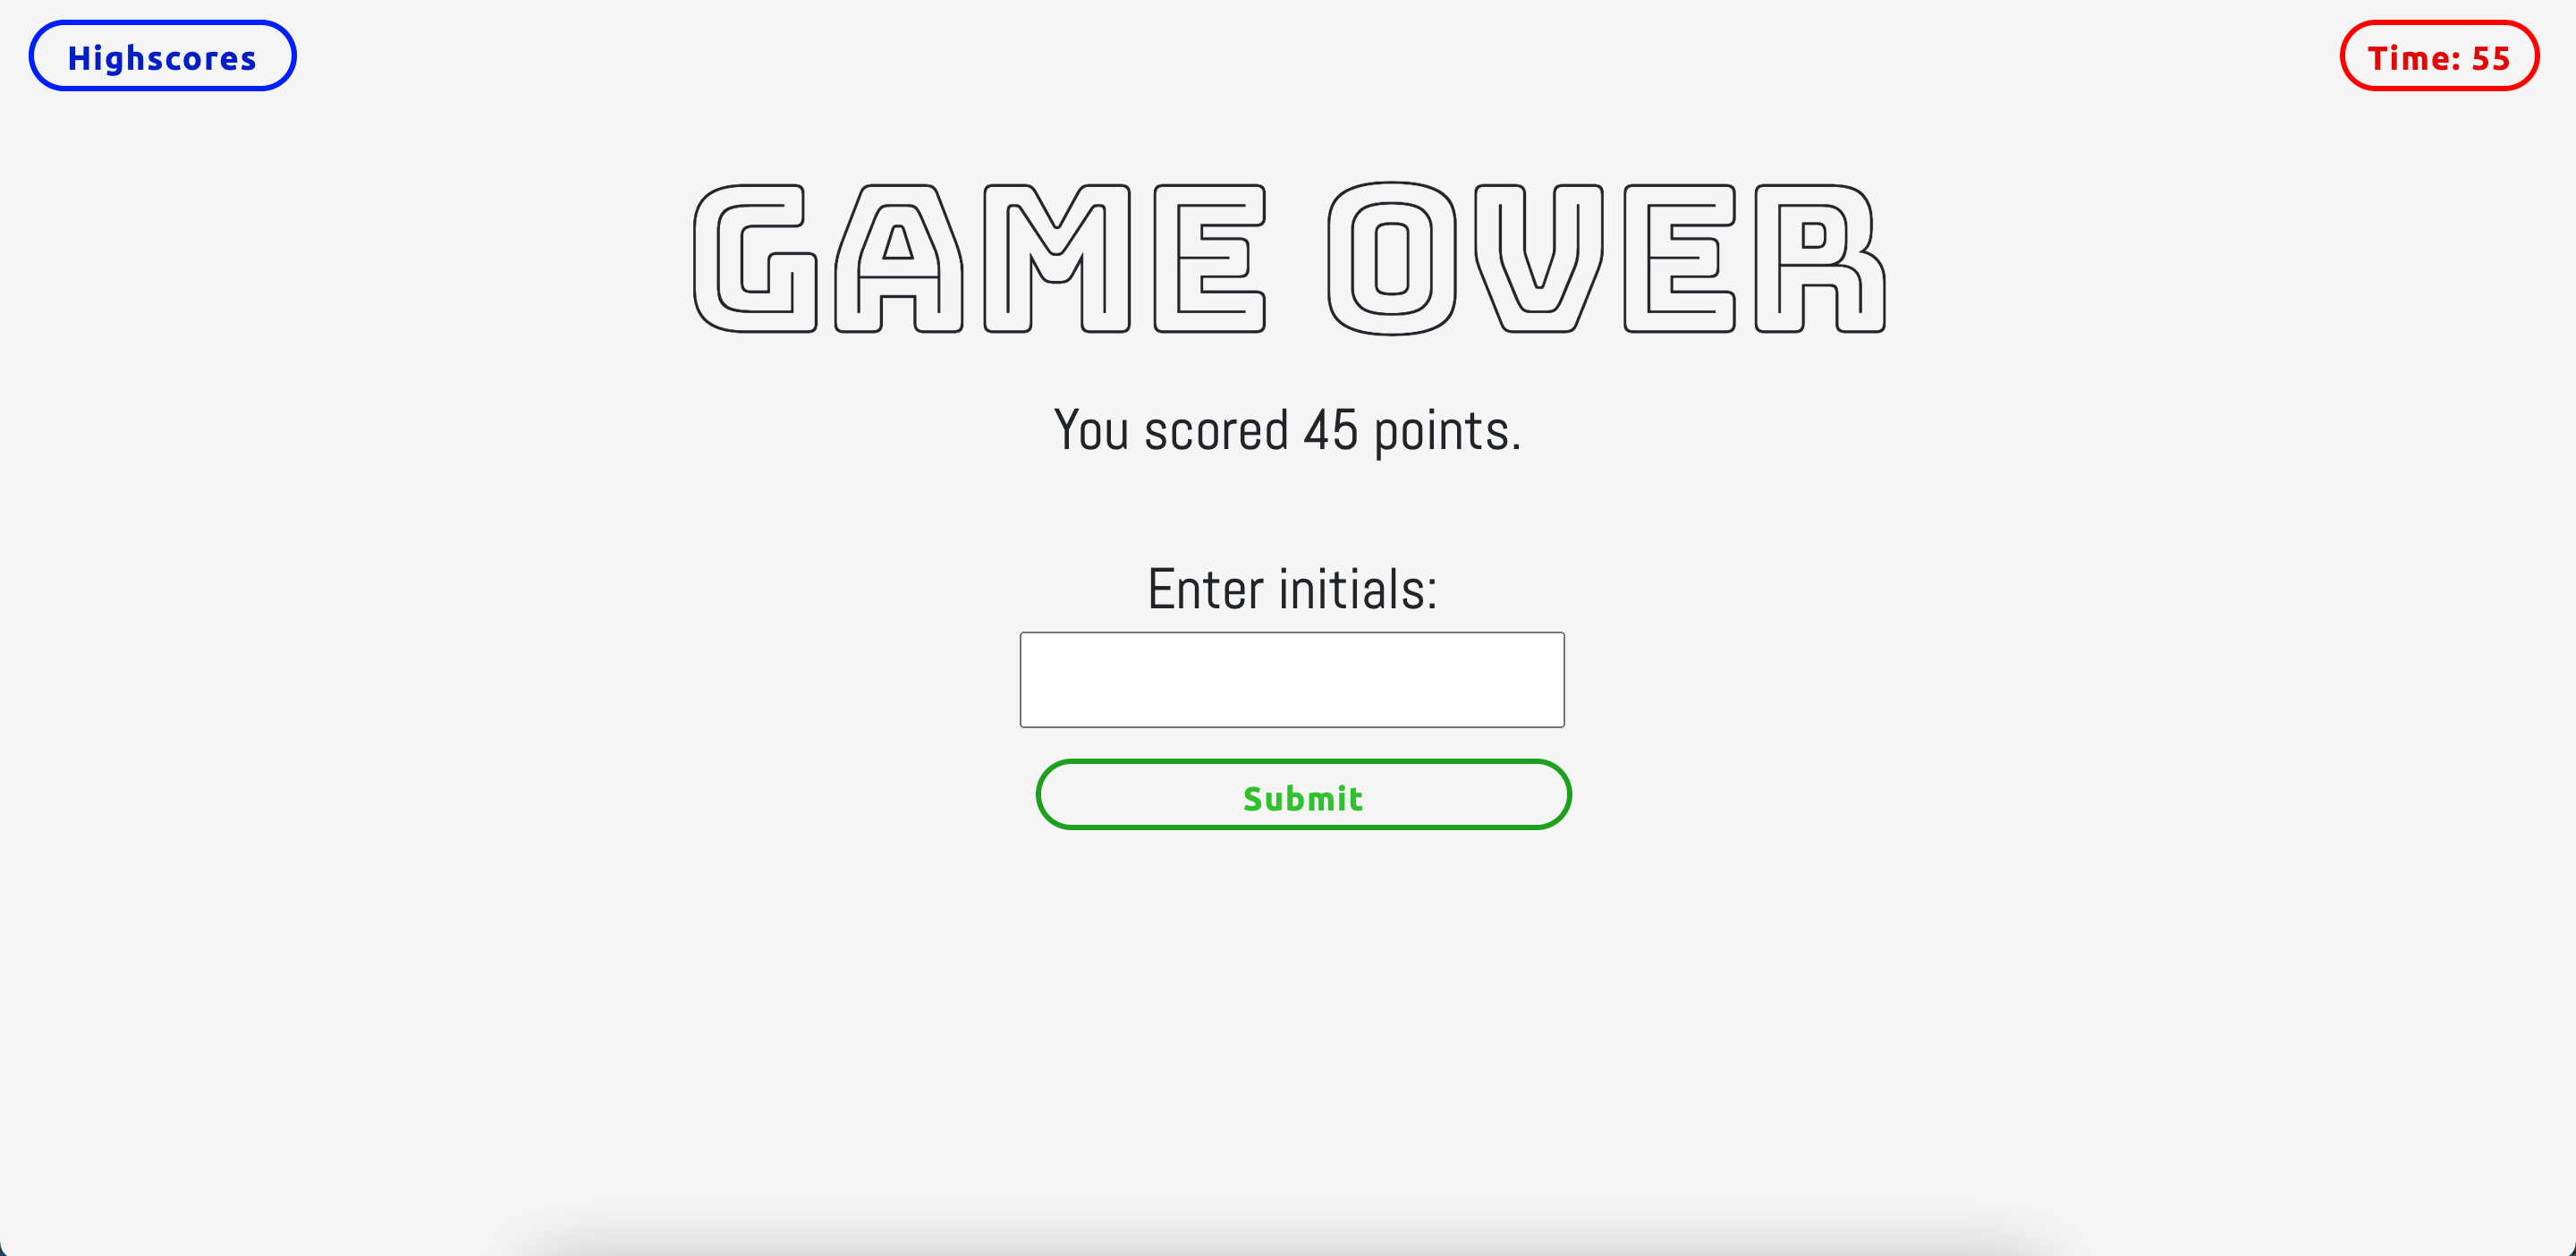 Highscores
Time: 55
GAME OVER
You scored 45 points.
Enter initials:
Submit